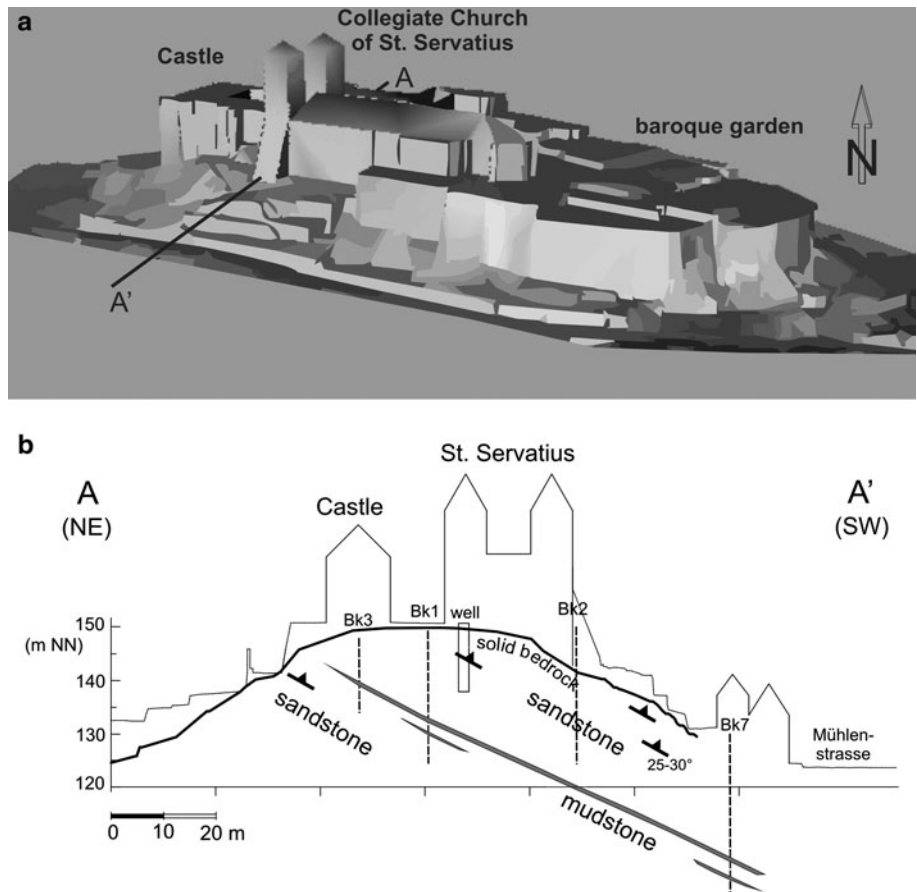 a
Collegiate Church
of St. Servatius
Castle
A
baroque garden
N
A'
b
St. Servatius
A
(NE)
Castle
A'
(SW)
150
(m NN)
140
130
120
Bk3
Bk1
well
Bk2
solid bedrock
sandstone
sandstone
Bk7
25-30°
Mühlen-
strasse
mudstone
0 10 20 m